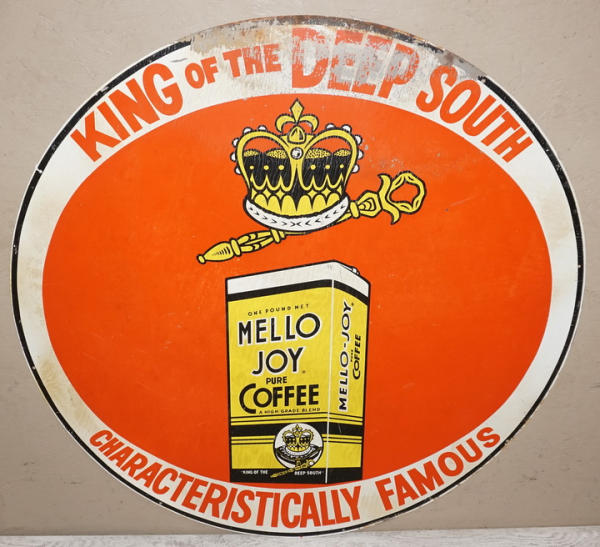 KING OF THE DEEP SOUTH
ONE POUND NET
MELLO
JOY
PURE
COFFEE
A HIGH GRADE BLEND
"KING OF THE DEEP SOUTH"
MELLO-JOY
PURE
COFFEE
CHARACTERISTICALLY FAMOUS